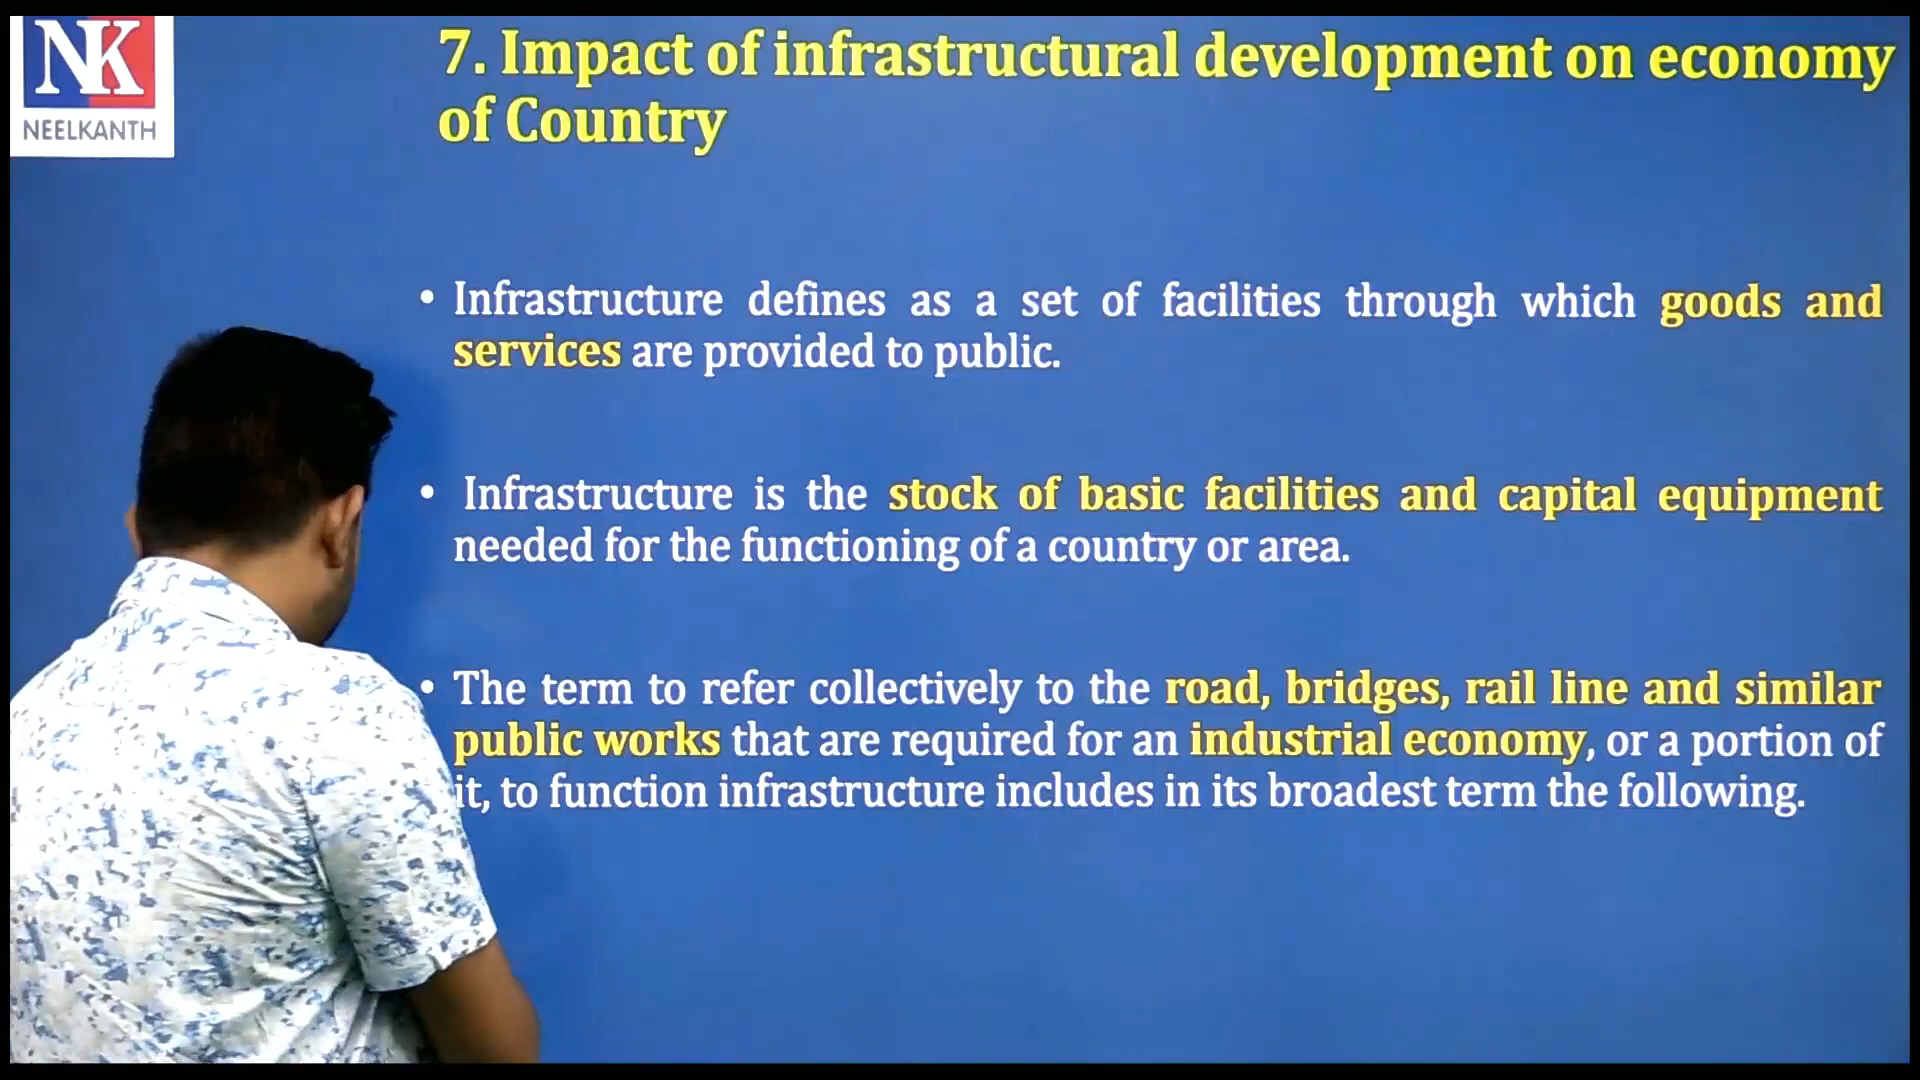 NK
NEELKANTH
7. Impact of infrastructural development on economy
of Country
• Infrastructure defines as a set of facilities through which goods and
services are provided to public.
• Infrastructure is the stock of basic facilities and capital equipment
needed for the functioning of a country or area.
• The term to refer collectively to the road, bridges, rail line and similar
public works that are required for an industrial economy, or a portion of
it, to function infrastructure includes in its broadest term the following.